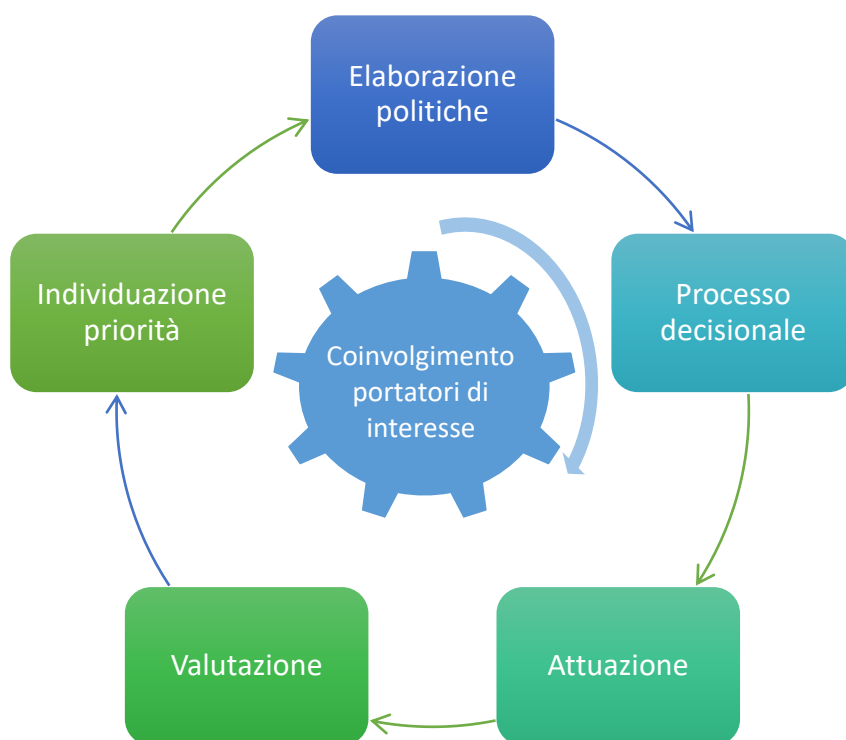 Elaborazione
politiche
Individuazione
priorità
Processo
decisionale
Coinvolgimento
portatori di
interesse
Valutazione
Attuazione